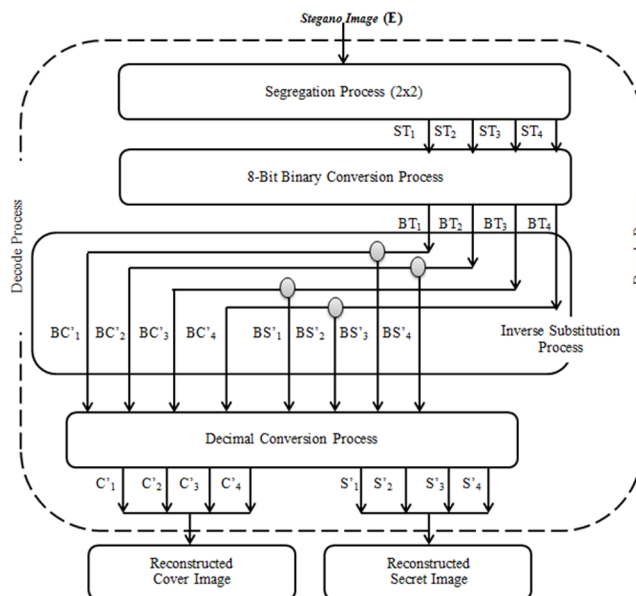 Stegano Image (E)
Segregation Process (2x2)
ST₁ ST₂ ST₃ ST₄
8-Bit Binary Conversion Process
BT₁ BT₂ BT₃ BT₄
Decode Process
BC'₁ BC'₂ BC'₃ BC'₄ BS'₁ BS'₂ BS'₃ BS'₄
Inverse Substitution
Process
Decimal Conversion Process
C'₁ C'₂ C'₃ C'₄ S'₁ S'₂ S'₃ S'₄
Reconstructed
Cover Image
Reconstructed
Secret Image